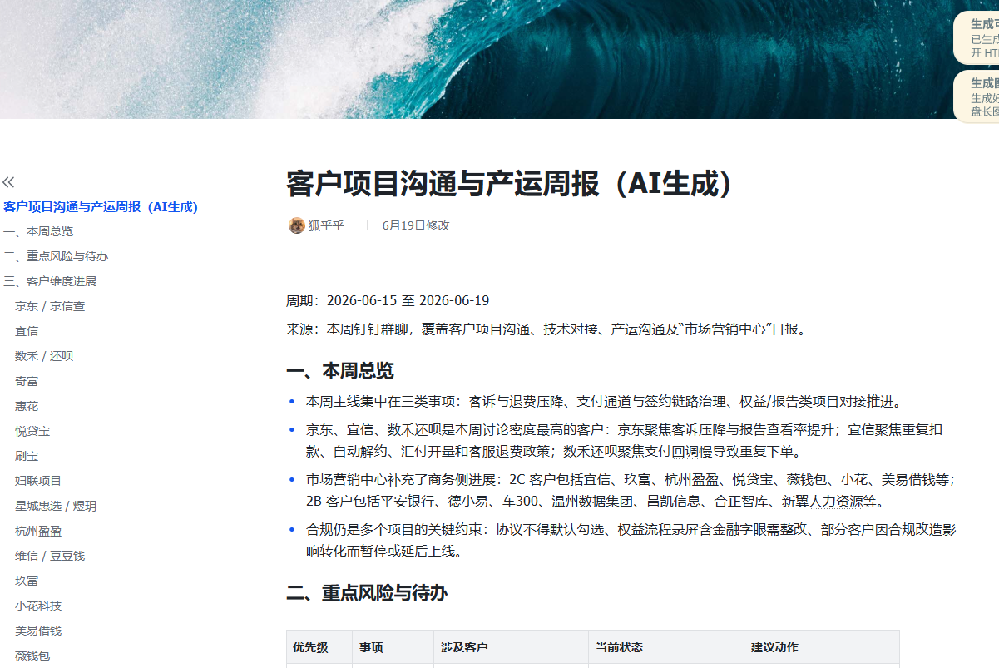 生成
已生成
开 HT
生成图
生成好
盘长图
客户项目沟通与产运周报（AI生成）
狐乎乎
6月19日修改
客户项目沟通与产运周报（AI生成）
一、本周总览
二、重点风险与待办
三、客户维度进展
京东 / 京信查
宜信
数禾 / 还呗
奇富
惠花
悦贷宝
刷宝
妇联项目
星城惠选 / 煜玥
杭州盈盈
维信 / 豆豆钱
玖富
小花科技
美易借钱
薇钱包
周期：2026-06-15 至 2026-06-19
来源：本周钉钉群聊，覆盖客户项目沟通、技术对接、产运沟通及“市场营销中心”日报。
一、本周总览
本周主线集中在三类事项：客诉与退费压降、支付通道与签约链路治理、权益/报告类项目对接推进。
京东、宜信、数禾还呗是本周讨论密度最高的客户：京东聚焦客诉压降与报告查看率提升；宜信聚焦重复扣
款、自动解约、汇付开量和客服退费政策；数禾还呗聚焦支付回调慢导致重复下单。
市场营销中心补充了商务侧进展：2C 客户包括宜信、玖富、杭州盈盈、悦贷宝、薇钱包、小花、美易借钱等；
2B 客户包括平安银行、德小易、车300、温州数据集团、昌凯信息、合正智库、新翼人力资源等。
合规仍是多个项目的关键约束：协议不得默认勾选、权益流程录屏含金融字眼需整改、部分客户因合规改造影
响转化而暂停或延后上线。
二、重点风险与待办
优先级 事项 涉及客户 当前状态 建议动作